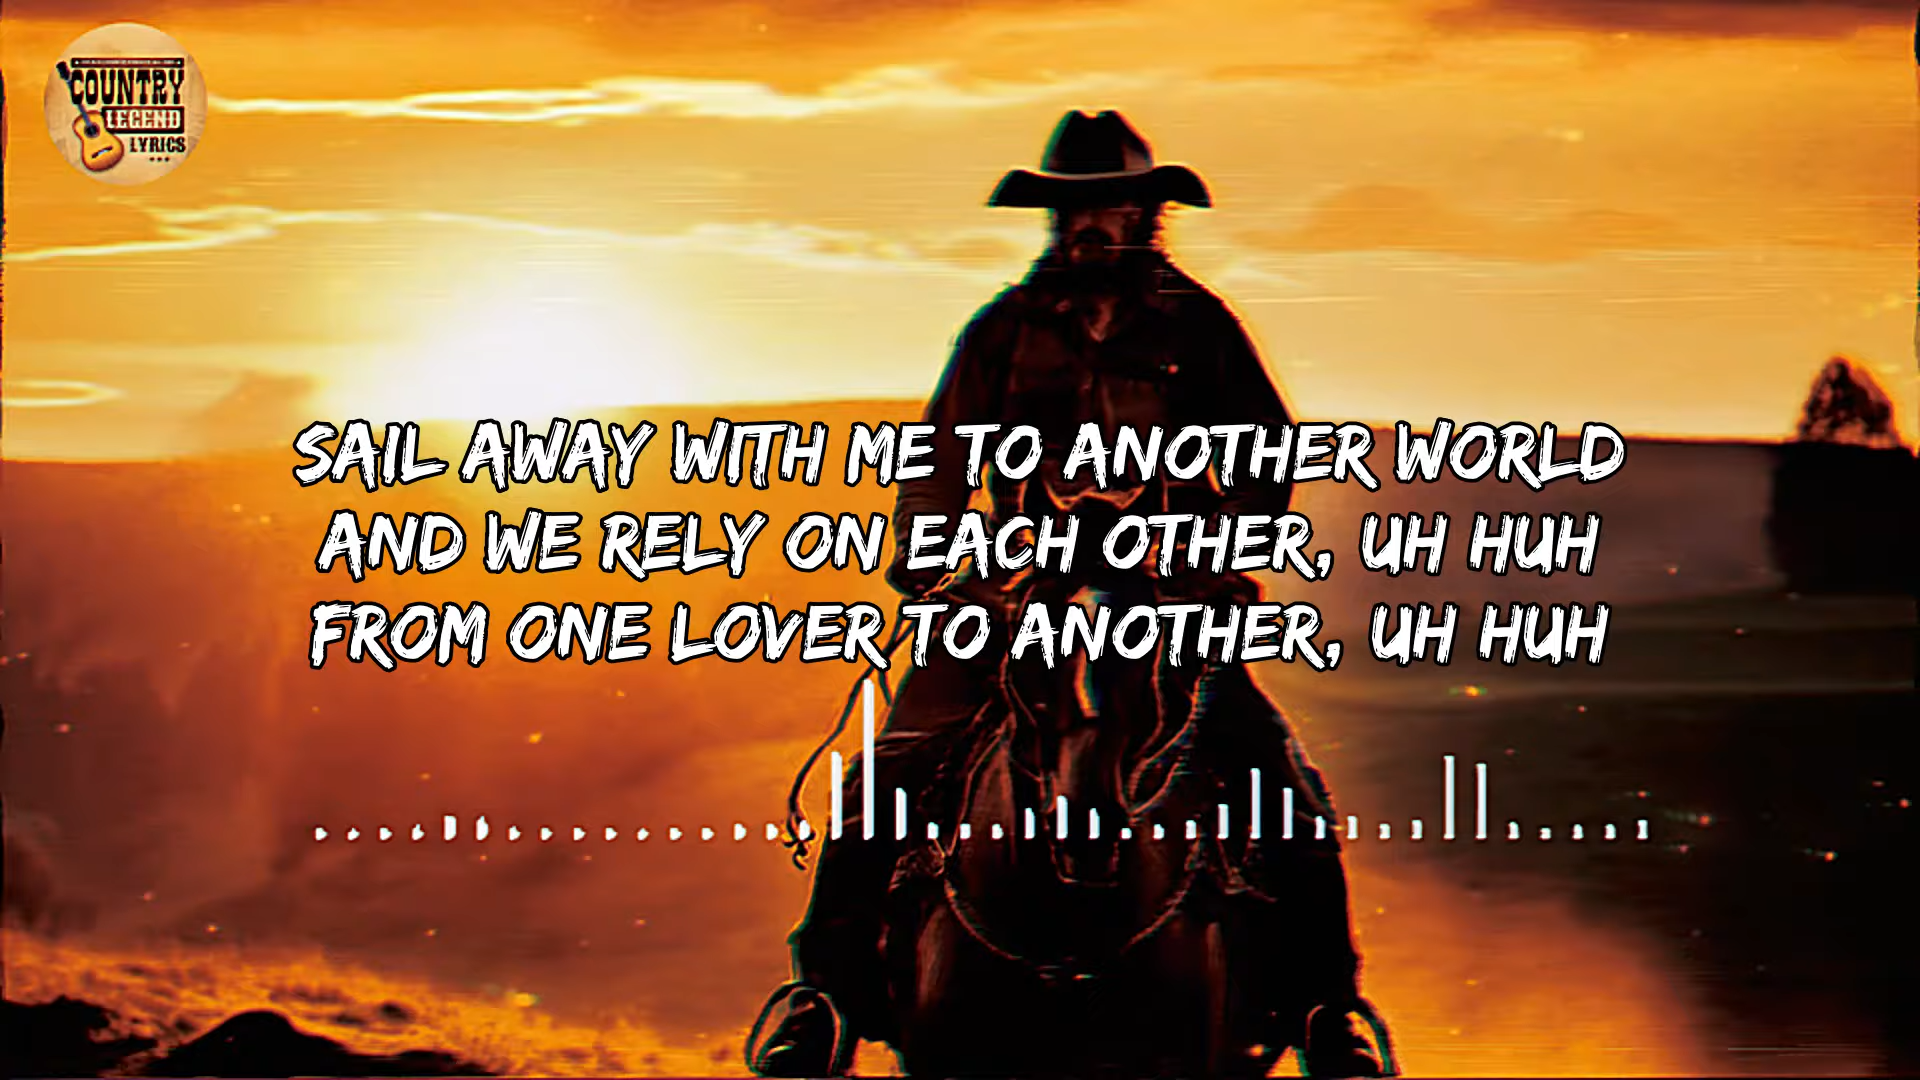 COUNTRY
LEGEND
LYRICS
SAIL AWAY WITH ME TO ANOTHER WORLD
AND WE RELY ON EACH OTHER, UH HUH
FROM ONE LOVER TO ANOTHER, UH HUH